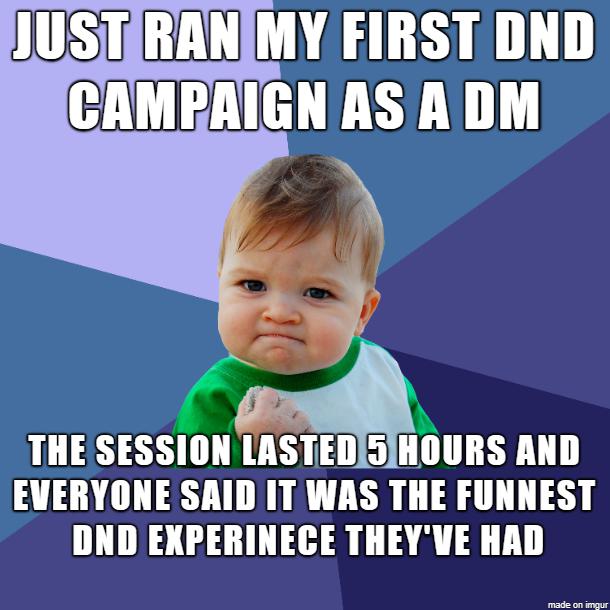 JUST RAN MY FIRST DND
CAMPAIGN AS A DM
THE SESSION LASTED 5 HOURS AND
EVERYONE SAID IT WAS THE FUNNEST
DND EXPERINECE THEY'VE HAD
made on imgur